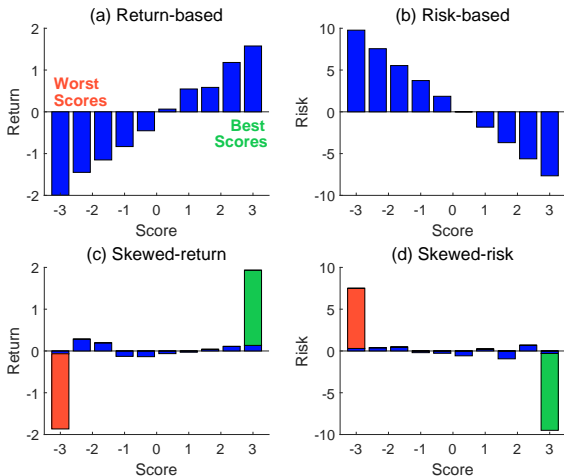 (a) Return-based
2
1
0
-1
-2
Return
Worst
Scores
Best
Scores
-3 -2 -1 0 1 2 3
Score
(b) Risk-based
10
5
0
-5
-10
Risk
-3 -2 -1 0 1 2 3
Score
(c) Skewed-return
2
1
0
-1
-2
Return
-3 -2 -1 0 1 2 3
Score
(d) Skewed-risk
10
5
0
-5
-10
Risk
-3 -2 -1 0 1 2 3
Score